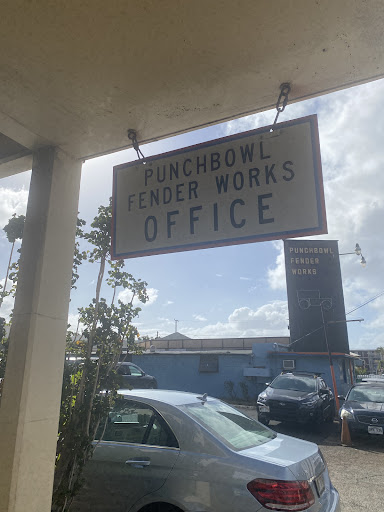 PUNCHBOWL
FENDER WORKS
OFFICE
PUNCHBOWL
FENDER
WORKS